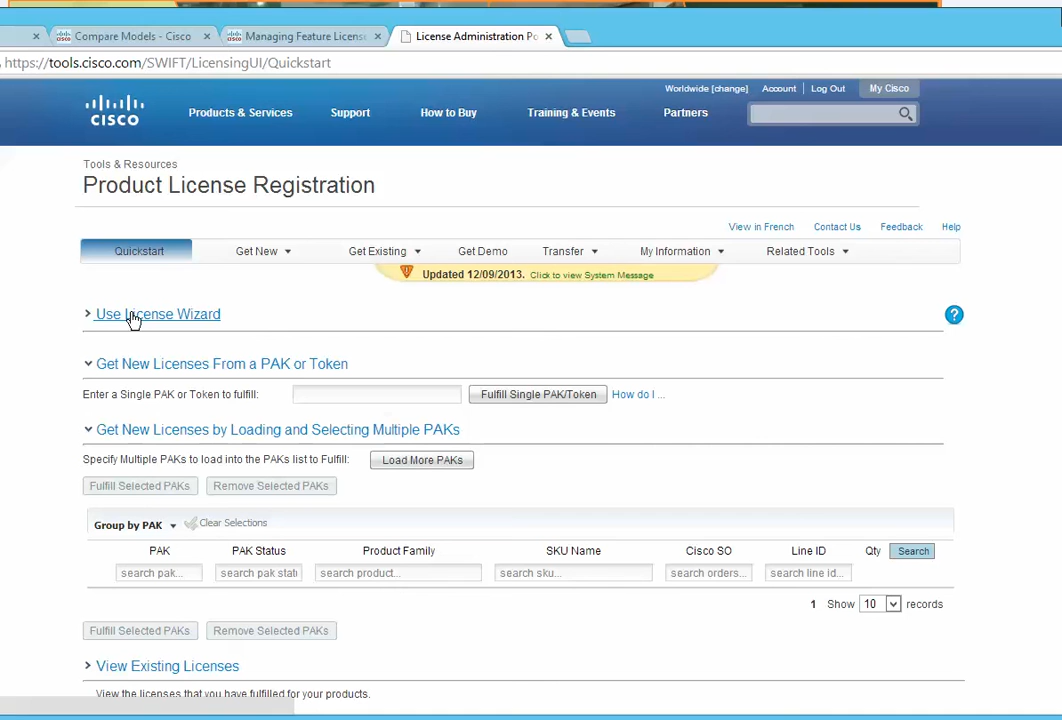 Compare Models - Cisco
Managing Feature License
License Administration Po
https://tools.cisco.com/SWIFT/LicensingUI/Quickstart
Worldwide [change] Account Log Out My Cisco
CISCO
Products & Services Support How to Buy Training & Events Partners
Tools & Resources
Product License Registration
View in French Contact Us Feedback Help
Quickstart Get New Get Existing Get Demo Transfer My Information Related Tools
Updated 12/09/2013. Click to view System Message
Use License Wizard
?
Get New Licenses From a PAK or Token
Enter a Single PAK or Token to fulfill: Fulfill Single PAK/Token How do I ...
Get New Licenses by Loading and Selecting Multiple PAKs
Specify Multiple PAKs to load into the PAKs list to Fulfill: Load More PAKs
Fulfill Selected PAKs Remove Selected PAKs
Group by PAK Clear Selections
PAK PAK Status Product Family SKU Name Cisco SO Line ID Qty Search
search pak... search pak stati search product... search sku... search orders... search line id...
1 Show 10 records
Fulfill Selected PAKs Remove Selected PAKs
View Existing Licenses
View the licenses that you have fulfilled for your products.